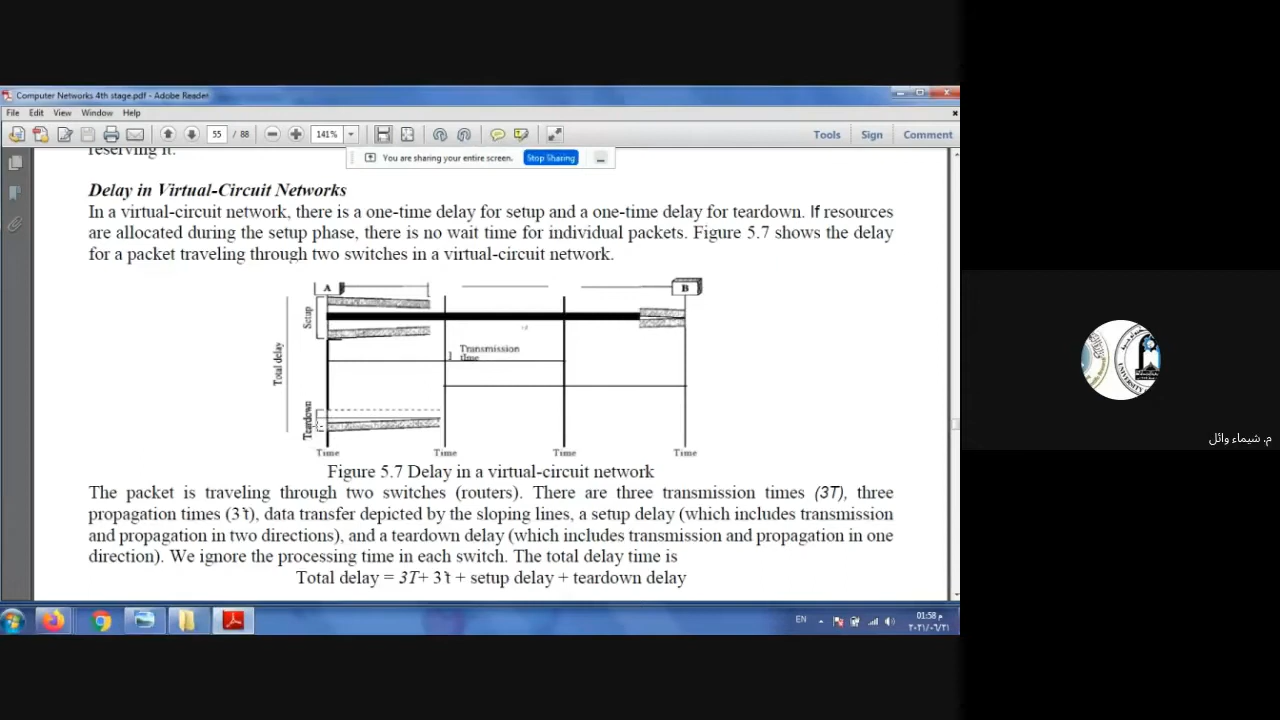 Computer Networks 4th stage.pdf - Adobe Reader
File Edit View Window Help
55 / 88 141% Tools Sign Comment
reserving it.
You are sharing your entire screen. Stop Sharing
Delay in Virtual-Circuit Networks
In a virtual-circuit network, there is a one-time delay for setup and a one-time delay for teardown. If resources
are allocated during the setup phase, there is no wait time for individual packets. Figure 5.7 shows the delay
for a packet traveling through two switches in a virtual-circuit network.
A B
Setup
Transmission
time
Total delay
Teardown
Time Time Time Time
Figure 5.7 Delay in a virtual-circuit network
The packet is traveling through two switches (routers). There are three transmission times (3T), three
propagation times (3t), data transfer depicted by the sloping lines, a setup delay (which includes transmission
and propagation in two directions), and a teardown delay (which includes transmission and propagation in one
direction). We ignore the processing time in each switch. The total delay time is
Total delay = 3T+ 3t + setup delay + teardown delay
م. شيماء وائل
EN 01:58 م
٢٠٢١/٠٦/٢١